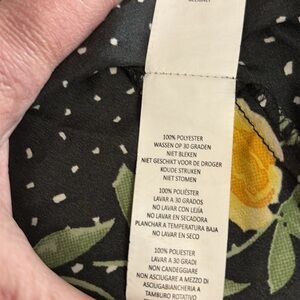 100% POLYESTER
WASSEN OP 30 GRADEN
NIET BLEKEN
NIET GESCHIKT VOOR DE DROGER
KOUDE STRIJKEN
NIET STOMEN
100% POLIÉSTER
LAVAR A 30 GRADOS
NO LAVAR CON LEJÍA
NO LAVAR EN SECADORA
PLANCHAR A TEMPERATURA BAJA
NO LAVAR EN SECO
100% POLIESTER
LAVARE A 30 GRADI
NON CANDEGGIARE
NON ASCIUGARE A MEZZO DI
ASCIUGABIANCHERIA A
TAMBURO ROTATIVO